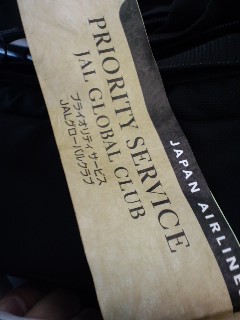 PRIORITY SERVICE
JAL GLOBAL CLUB
プライオリティ・サービス
JALグローバルクラブ
JAPAN AIRLINE